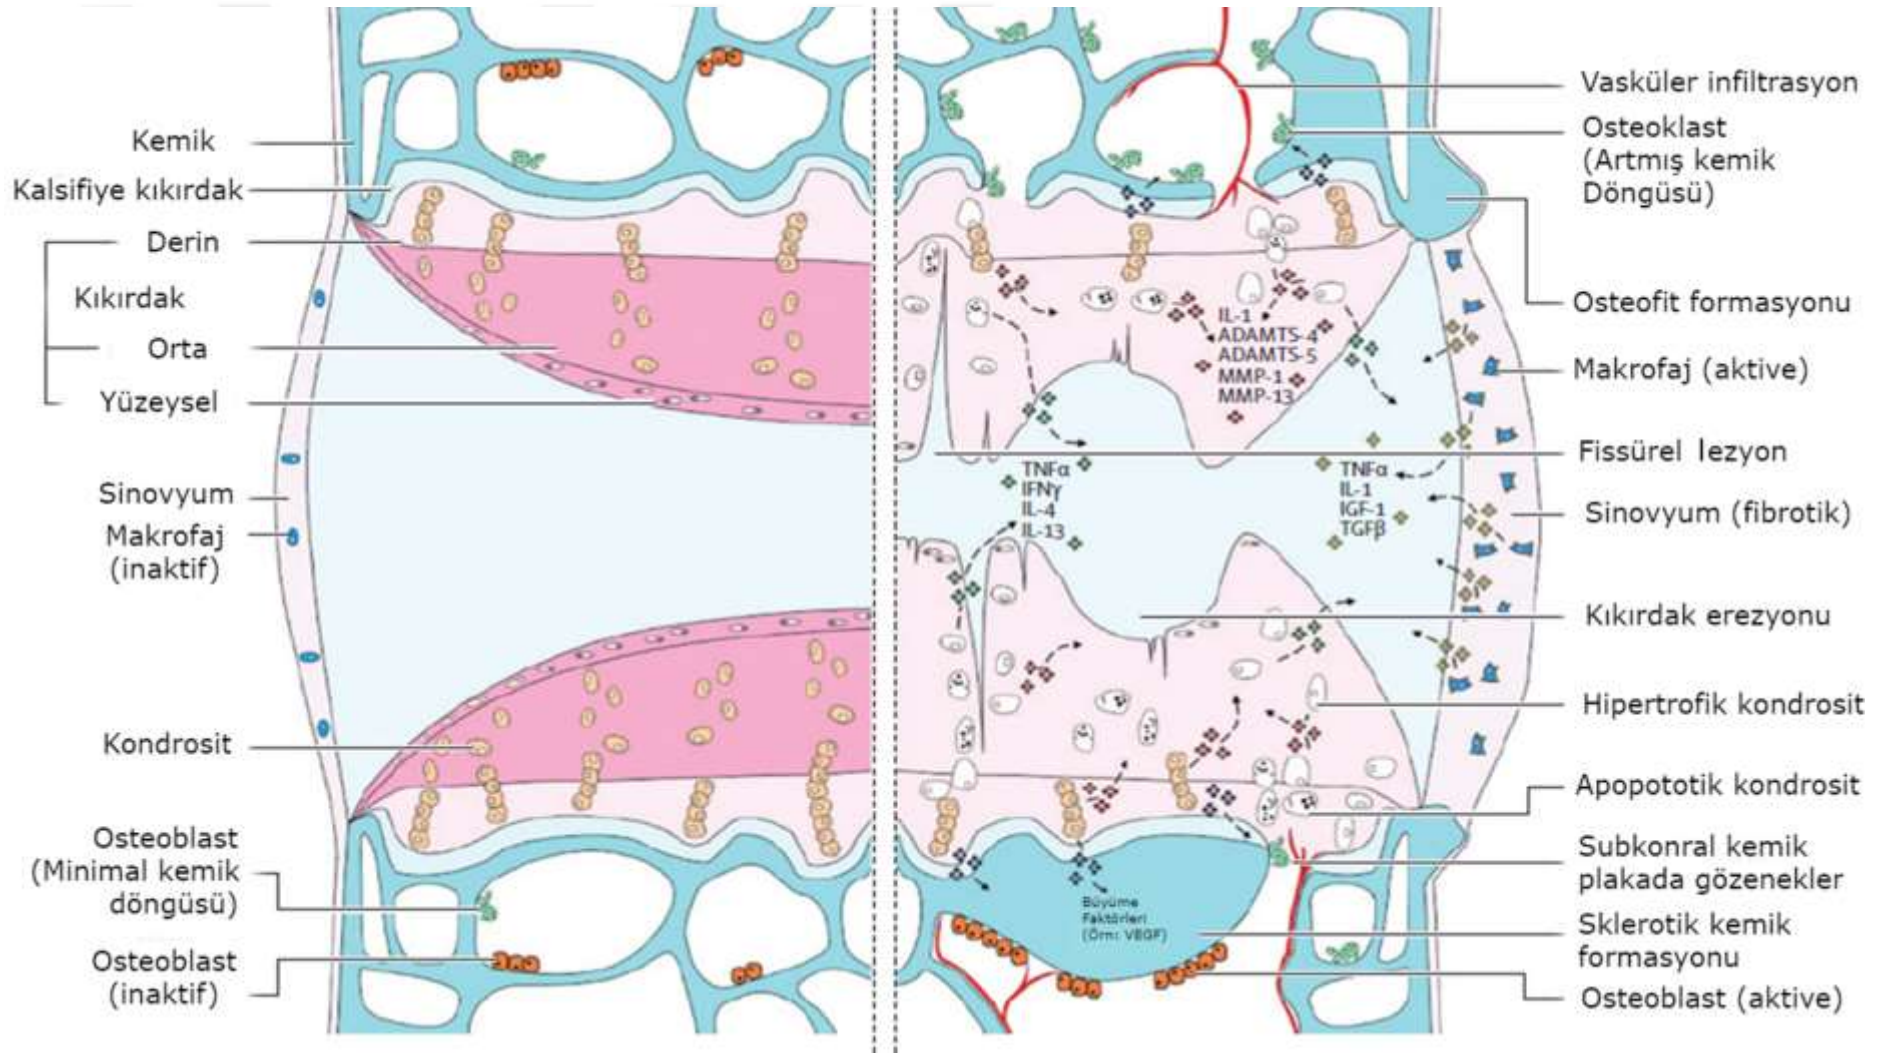 Kemik
Kalsifiye kıkırdak
Derin
Kıkırdak
Orta
Yüzeysel
Sinovyum
Makrofaj
(inaktif)
Kondrosit
Osteoblast
(Minimal kemik
döngüsü)
Osteoblast
(inaktif)
IL-1
ADAMTS-4
ADAMTS-5
MMP-1
MMP-13
TNFα
IFNγ
IL-4
IL-13
TNFα
IL-1
IGF-1
TGFβ
Büyüme
Faktörleri
(Örn: VEGF)
Vasküler infiltrasyon
Osteoklast
(Artmış kemik
Döngüsü)
Osteofit formasyonu
Makrofaj (aktive)
Fissürel lezyon
Sinovyum (fibrotik)
Kıkırdak erezyonu
Hipertrofik kondrosit
Apopototik kondrosit
Subkonral kemik
plakada gözenekler
Sklerotik kemik
formasyonu
Osteoblast (aktive)